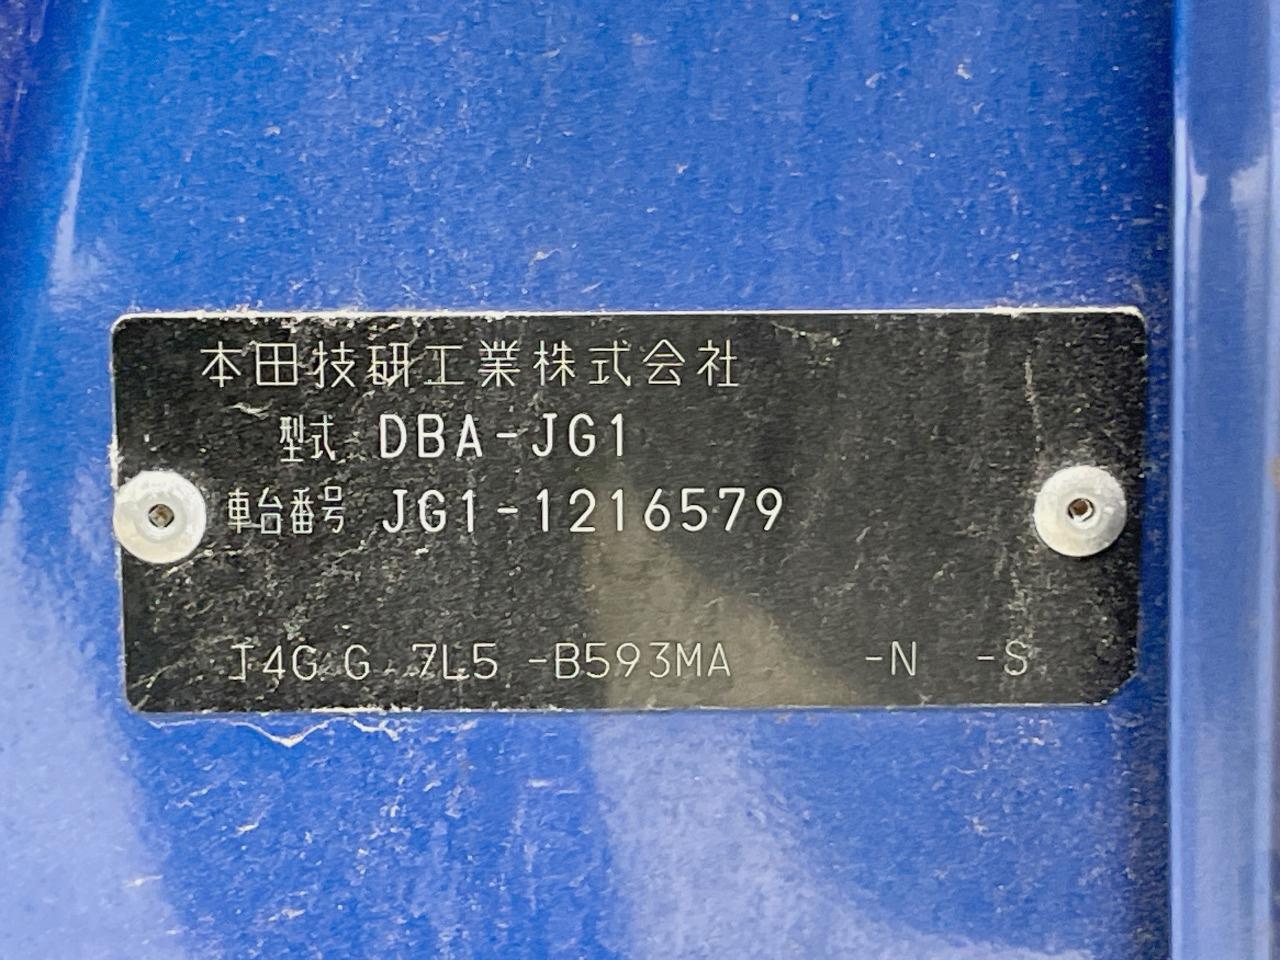 本田技研工業株式会社
型式 DBA-JG1
車台番号 JG1-1216579
J4G G 7L5 -B593MA -N -S